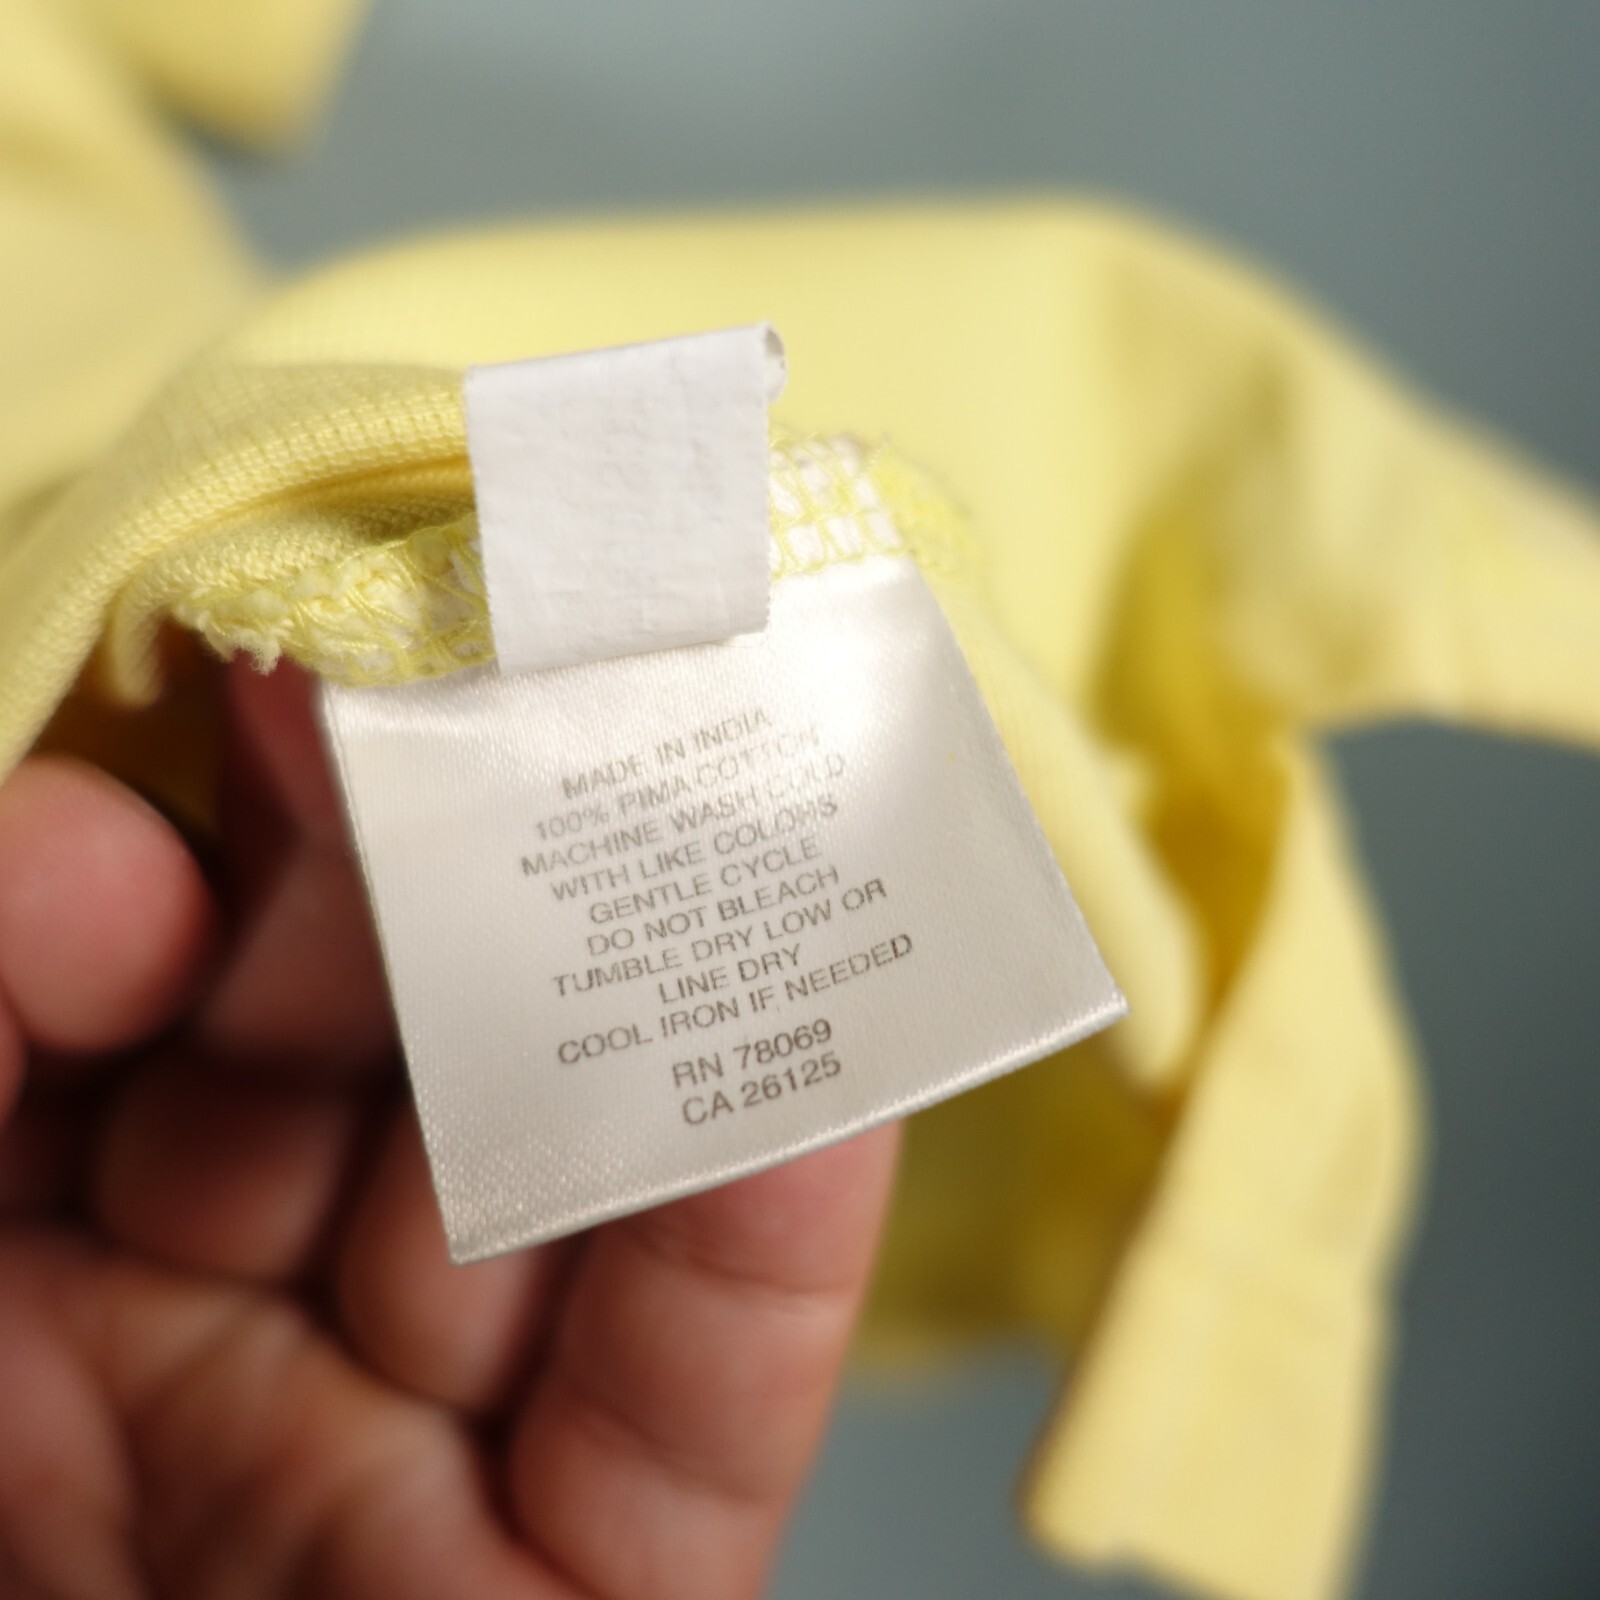 MADE IN INDIA
100% PIMA COTTON
MACHINE WASH COLD
WITH LIKE COLORS
GENTLE CYCLE
DO NOT BLEACH
TUMBLE DRY LOW OR
LINE DRY
COOL IRON IF NEEDED
RN 78069
CA 26125